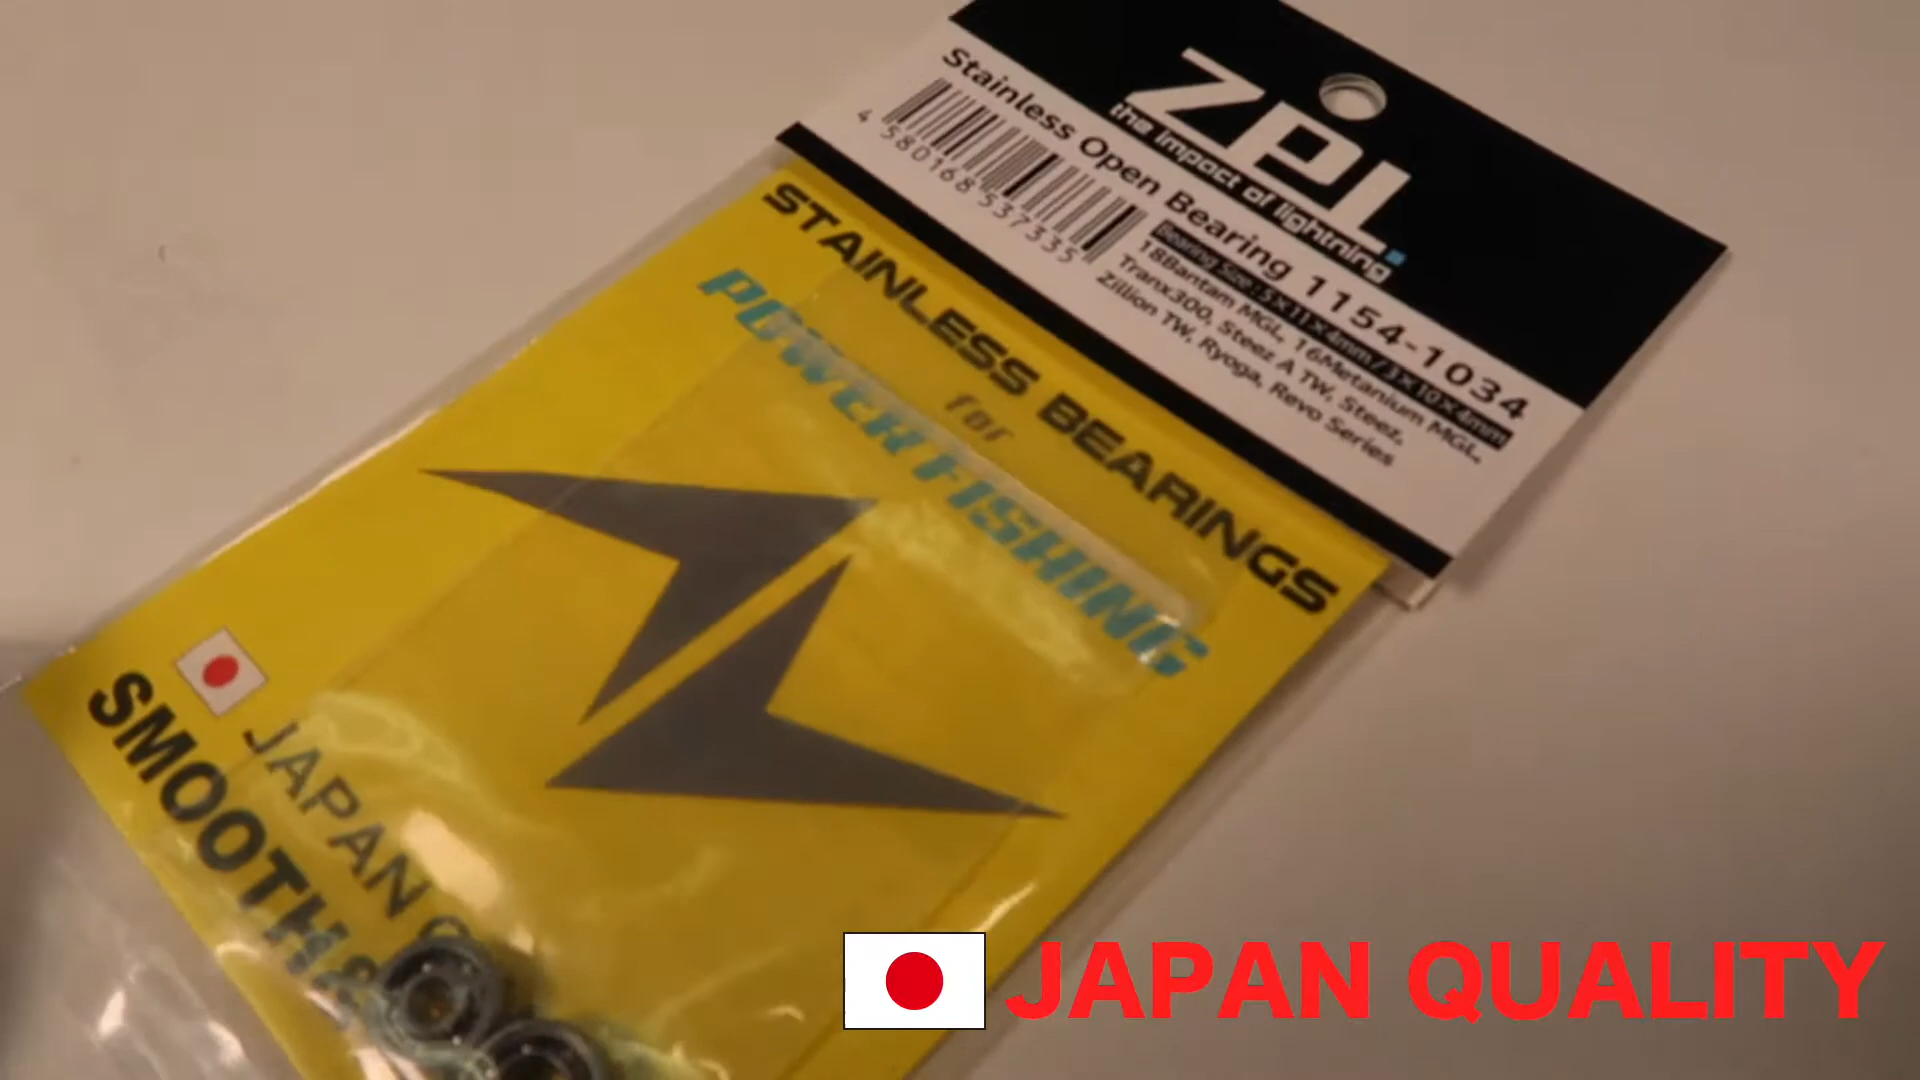 ZPI.
the impact of lightning
Stainless Open Bearing 1154-1034
4 580168 537335
Bearing Size: 5×11×4mm / 3×10×4mm
18Bantam MGL, 16Metanium MGL,
Tranx300, Steez A TW, Steez,
Zillion TW, Ryoga, Revo Series
STAINLESS BEARINGS
for
POWER FISHING
JAPAN
SMOOTH &
JAPAN QUALITY